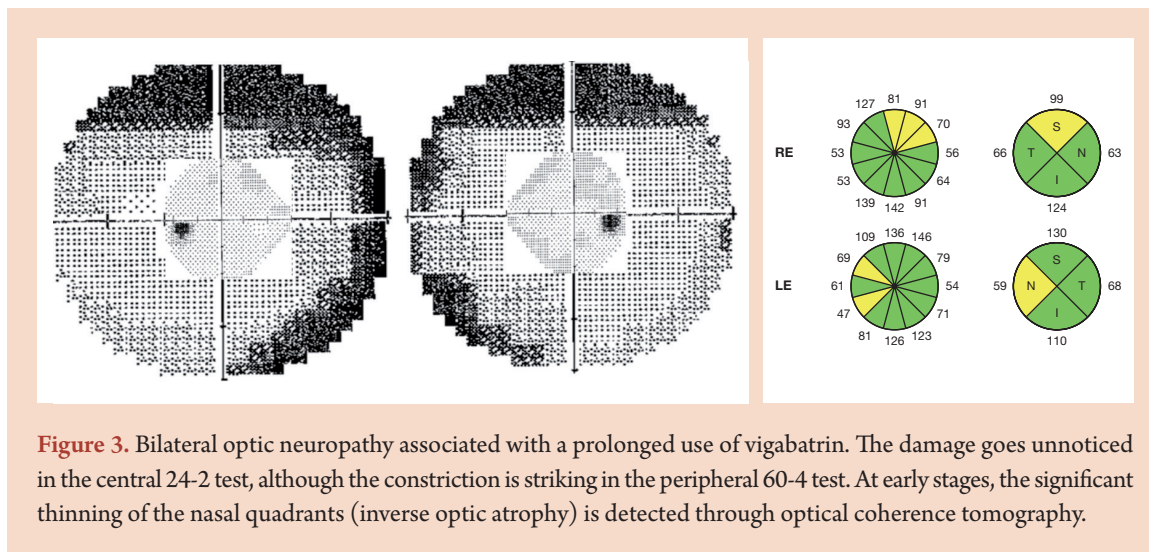 RE
81
127 91
93 70
53 56
53 64
139 91
142
99
S
66 T N 63
I
124
LE
136
109 146
69 79
61 54
47 71
81 123
126
130
S
59 N T 68
I
110
Figure 3. Bilateral optic neuropathy associated with a prolonged use of vigabatrin. The damage goes unnoticed
in the central 24-2 test, although the constriction is striking in the peripheral 60-4 test. At early stages, the significant
thinning of the nasal quadrants (inverse optic atrophy) is detected through optical coherence tomography.